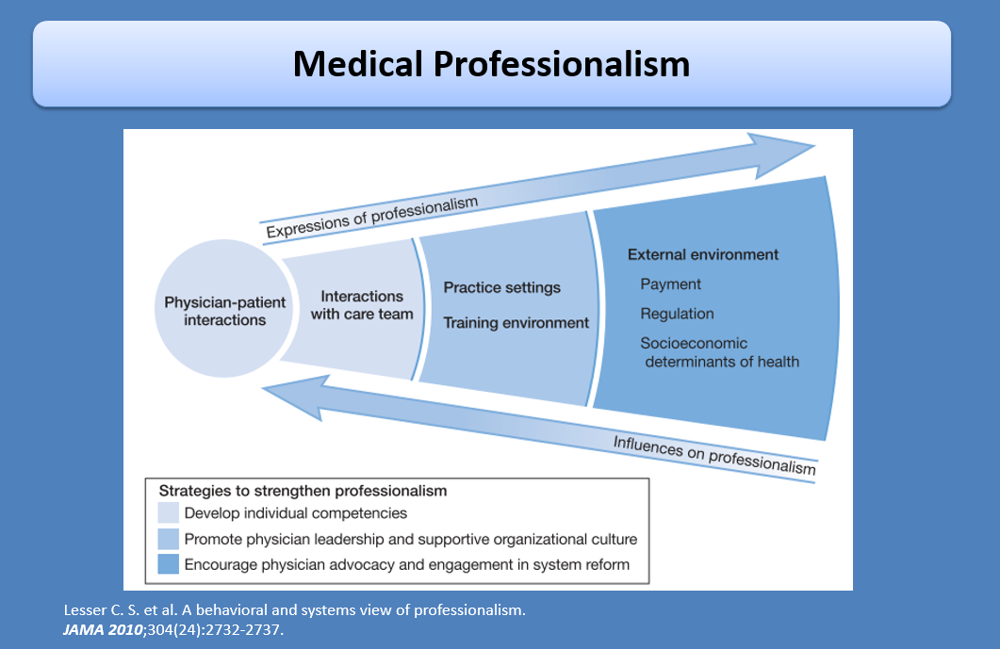 Medical Professionalism
Expressions of professionalism
Physician-patient
interactions
Interactions
with care team
Practice settings
Training environment
External environment
Payment
Regulation
Socioeconomic
determinants of health
Influences on professionalism
Strategies to strengthen professionalism
Develop individual competencies
Promote physician leadership and supportive organizational culture
Encourage physician advocacy and engagement in system reform
Lesser C. S. et al. A behavioral and systems view of professionalism.
JAMA 2010;304(24):2732-2737.